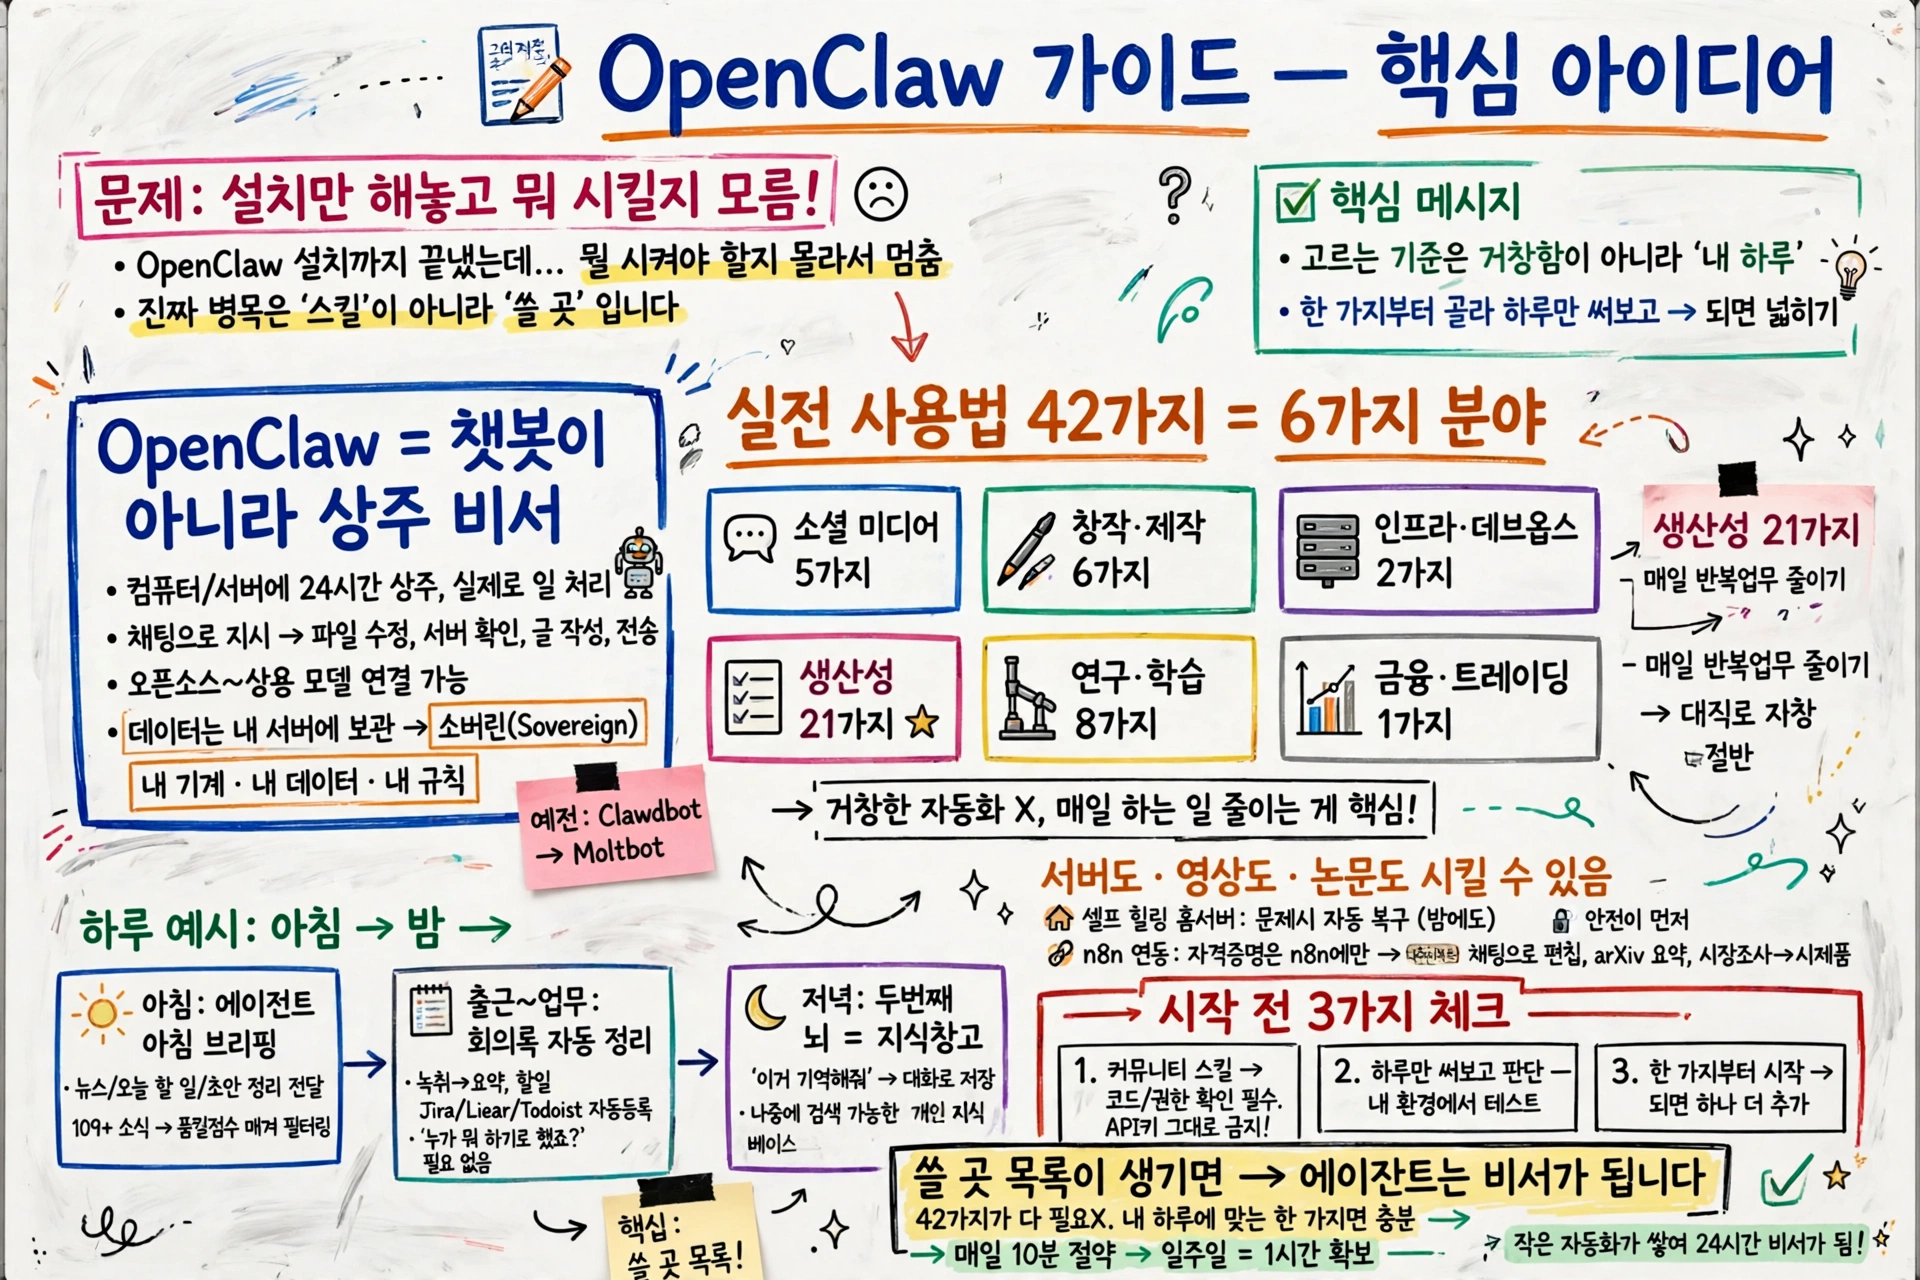 OpenClaw 가이드 — 핵심 아이디어
문제: 설치만 해놓고 뭐 시킬지 모름!
• OpenClaw 설치까지 끝냈는데... 뭘 시켜야 할지 몰라서 멈춤
• 진짜 병목은 ‘스킬’이 아니라 ‘쓸 곳’ 입니다
?
핵심 메시지
• 고르는 기준은 거창함이 아니라 ‘내 하루’
• 한 가지부터 골라 하루만 써보고 → 되면 넓히기
OpenClaw = 챗봇이
아니라 상주 비서
• 컴퓨터/서버에 24시간 상주, 실제로 일 처리
• 채팅으로 지시 → 파일 수정, 서버 확인, 글 작성, 전송
• 오픈소스~상용 모델 연결 가능
• 데이터는 내 서버에 보관 → 소버린(Sovereign)
내 기계 · 내 데이터 · 내 규칙
예전: Clawdbot
→ Moltbot
실전 사용법 42가지 = 6가지 분야
소셜 미디어
5가지
창작·제작
6가지
인프라·데브옵스
2가지
생산성
21가지
연구·학습
8가지
금융·트레이딩
1가지
생산성 21가지
매일 반복업무 줄이기
- 매일 반복업무 줄이기
→ 대직로 자창
절반
→ 거창한 자동화 X, 매일 하는 일 줄이는 게 핵심!
하루 예시: 아침 → 밤 →
아침: 에이전트
아침 브리핑
• 뉴스/오늘 할 일/초안 정리 전달
109+ 소식 → 품킬점수 매겨 필터링
출근~업무:
회의록 자동 정리
• 녹취→요약, 할일
Jira/Liear/Todoist 자동등록
• ‘누가 뭐 하기로 했죠?’
필요 없음
저녁: 두번째
뇌 = 지식창고
‘이거 기억해줘’ → 대화로 저장
• 나중에 검색 가능한 개인 지식
베이스
서버도 · 영상도 · 논문도 시킬 수 있음
셀프 힐링 홈서버: 문제시 자동 복구 (밤에도)
안전이 먼저
n8n 연동: 자격증명은 n8n에만 → 채팅으로 편집, arXiv 요약, 시장조사→시제품
시작 전 3가지 체크
1. 커뮤니티 스킬 →
코드/권한 확인 필수.
API키 그대로 금지!
2. 하루만 써보고 판단 —
내 환경에서 테스트
3. 한 가지부터 시작 →
되면 하나 더 추가
핵십:
쓸 곳 목록!
쓸 곳 목록이 생기면 → 에이잔트는 비서가 됩니다
42가지가 다 필요X. 내 하루에 맞는 한 가지면 충분 →
→ 매일 10분 절약 → 일주일 = 1시간 확보
작은 자동화가 쌓여 24시간 비서가 됨!